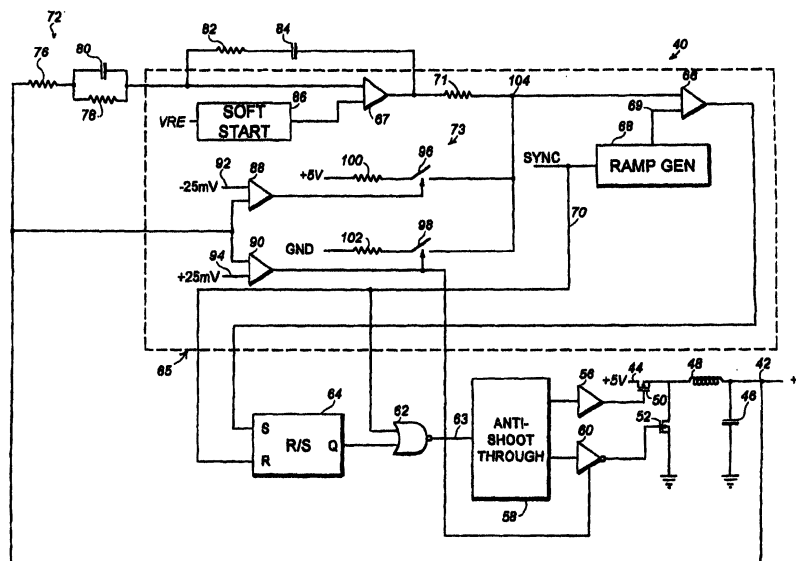 72
76
80
78
82
84
40
86
SOFT
START
VRE
67
71
104
66
69
68
RAMP GEN
SYNC
73
96
100
+5V
92
88
-25mV
70
98
102
GND
90
94
+25mV
65
64
S
R/S
Q
R
62
63
ANTI-
SHOOT
THROUGH
58
56
60
+5V
44
50
52
48
42
+
46